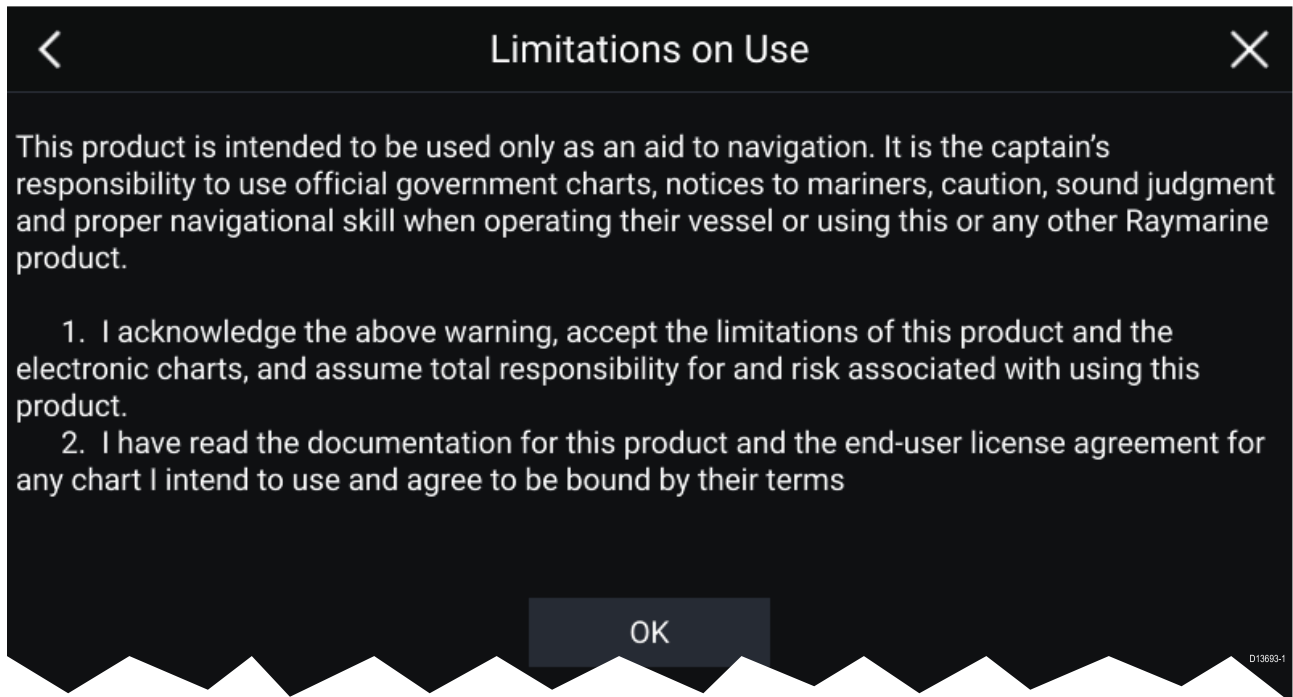 Limitations on Use
This product is intended to be used only as an aid to navigation. It is the captain’s
responsibility to use official government charts, notices to mariners, caution, sound judgment
and proper navigational skill when operating their vessel or using this or any other Raymarine
product.
1. I acknowledge the above warning, accept the limitations of this product and the
electronic charts, and assume total responsibility for and risk associated with using this
product.
2. I have read the documentation for this product and the end-user license agreement for
any chart I intend to use and agree to be bound by their terms
OK
D13693-1